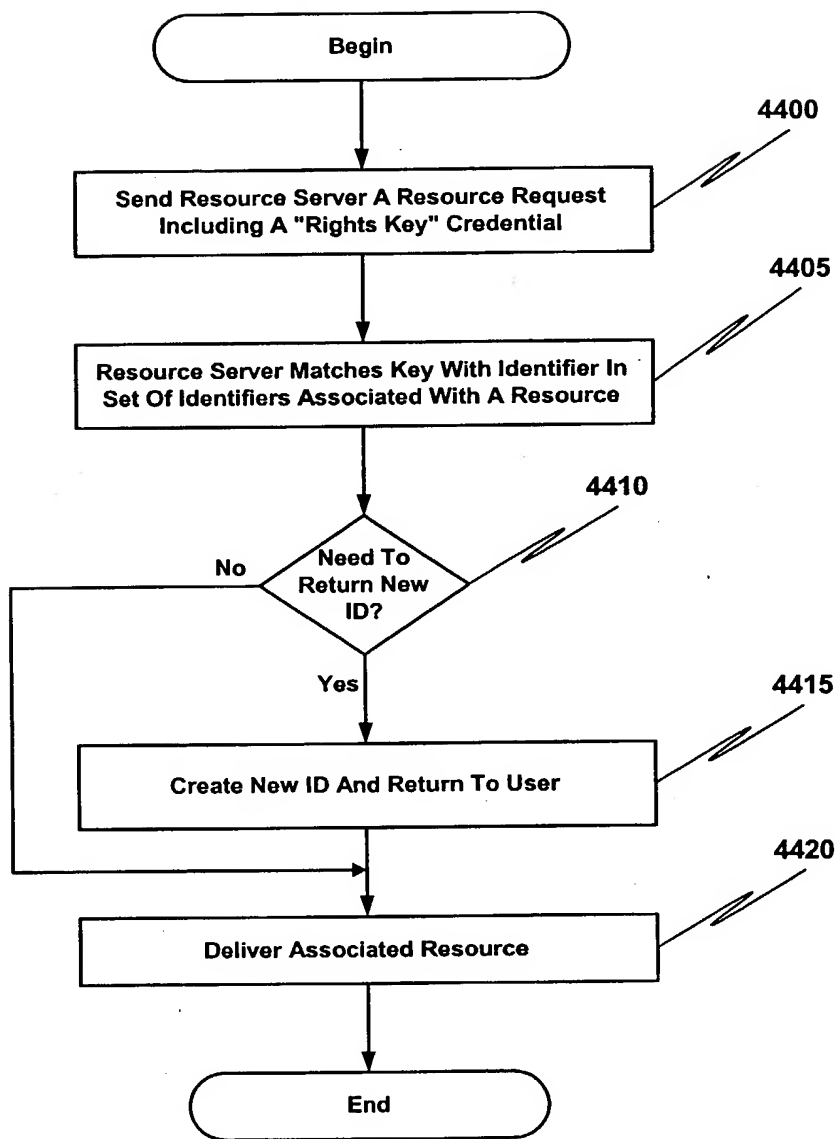 Begin
4400
Send Resource Server A Resource Request
Including A "Rights Key" Credential
4405
Resource Server Matches Key With Identifier In
Set Of Identifiers Associated With A Resource
4410
Need To
Return New
ID?
No
Yes
4415
Create New ID And Return To User
4420
Deliver Associated Resource
End